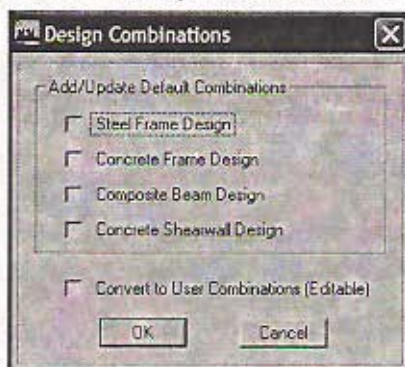 Design Combinations
Add/Update Default Combinations
Steel Frame Design
Concrete Frame Design
Composite Beam Design
Concrete Shearwall Design
Convert to User Combinations (Editable)
OK
Cancel